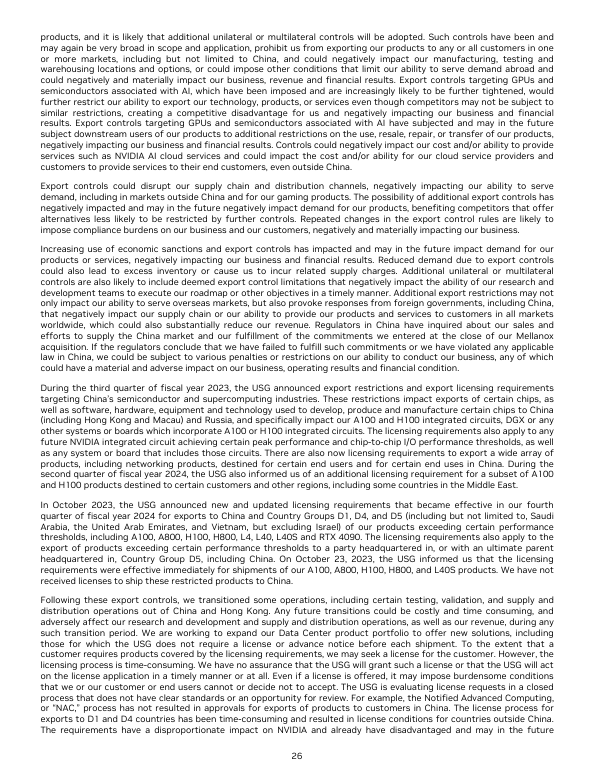 products, and it is likely that additional unilateral or multilateral controls will be adopted. Such controls have been and
may again be very broad in scope and application, prohibit us from exporting our products to any or all customers in one
or more markets, including but not limited to China, and could negatively impact our manufacturing, testing and
warehousing locations and options, or could impose other conditions that limit our ability to serve demand abroad and
could negatively and materially impact our business, revenue and financial results. Export controls targeting GPUs and
semiconductors associated with AI, which have been imposed and are increasingly likely to be further tightened, would
further restrict our ability to export our technology, products, or services even though competitors may not be subject to
similar restrictions, creating a competitive disadvantage for us and negatively impacting our business and financial
results. Export controls targeting GPUs and semiconductors associated with AI have subjected and may in the future
subject downstream users of our products to additional restrictions on the use, resale, repair, or transfer of our products,
negatively impacting our business and financial results. Controls could negatively impact our cost and/or ability to provide
services such as NVIDIA AI cloud services and could impact the cost and/or ability for our cloud service providers and
customers to provide services to their end customers, even outside China.
Export controls could disrupt our supply chain and distribution channels, negatively impacting our ability to serve
demand, including in markets outside China and for our gaming products. The possibility of additional export controls has
negatively impacted and may in the future negatively impact demand for our products, benefiting competitors that offer
alternatives less likely to be restricted by further controls. Repeated changes in the export control rules are likely to
impose compliance burdens on our business and our customers, negatively and materially impacting our business.
Increasing use of economic sanctions and export controls has impacted and may in the future impact demand for our
products or services, negatively impacting our business and financial results. Reduced demand due to export controls
could also lead to excess inventory or cause us to incur related supply charges. Additional unilateral or multilateral
controls are also likely to include deemed export control limitations that negatively impact the ability of our research and
development teams to execute our roadmap or other objectives in a timely manner. Additional export restrictions may not
only impact our ability to serve overseas markets, but also provoke responses from foreign governments, including China,
that negatively impact our supply chain or our ability to provide our products and services to customers in all markets
worldwide, which could also substantially reduce our revenue. Regulators in China have inquired about our sales and
efforts to supply the China market and our fulfillment of the commitments we entered at the close of our Mellanox
acquisition. If the regulators conclude that we have failed to fulfill such commitments or we have violated any applicable
law in China, we could be subject to various penalties or restrictions on our ability to conduct our business, any of which
could have a material and adverse impact on our business, operating results and financial condition.
During the third quarter of fiscal year 2023, the USG announced export restrictions and export licensing requirements
targeting China's semiconductor and supercomputing industries. These restrictions impact exports of certain chips, as
well as software, hardware, equipment and technology used to develop, produce and manufacture certain chips to China
(including Hong Kong and Macau) and Russia, and specifically impact our A100 and H100 integrated circuits, DGX or any
other systems or boards which incorporate A100 or H100 integrated circuits. The licensing requirements also apply to any
future NVIDIA integrated circuit achieving certain peak performance and chip-to-chip I/O performance thresholds, as well
as any system or board that includes those circuits. There are also now licensing requirements to export a wide array of
products, including networking products, destined for certain end users and for certain end uses in China. During the
second quarter of fiscal year 2024, the USG also informed us of an additional licensing requirement for a subset of A100
and H100 products destined to certain customers and other regions, including some countries in the Middle East.
In October 2023, the USG announced new and updated licensing requirements that became effective in our fourth
quarter of fiscal year 2024 for exports to China and Country Groups D1, D4, and D5 (including but not limited to, Saudi
Arabia, the United Arab Emirates, and Vietnam, but excluding Israel) of our products exceeding certain performance
thresholds, including A100, A800, H100, H800, L4, L40, L40S and RTX 4090. The licensing requirements also apply to the
export of products exceeding certain performance thresholds to a party headquartered in, or with an ultimate parent
headquartered in, Country Group D5, including China. On October 23, 2023, the USG informed us that the licensing
requirements were effective immediately for shipments of our A100, A800, H100, H800, and L40S products. We have not
received licenses to ship these restricted products to China.
Following these export controls, we transitioned some operations, including certain testing, validation, and supply and
distribution operations out of China and Hong Kong. Any future transitions could be costly and time consuming, and
adversely affect our research and development and supply and distribution operations, as well as our revenue, during any
such transition period. We are working to expand our Data Center product portfolio to offer new solutions, including
those for which the USG does not require a license or advance notice before each shipment. To the extent that a
customer requires products covered by the licensing requirements, we may seek a license for the customer. However, the
licensing process is time-consuming. We have no assurance that the USG will grant such a license or that the USG will act
on the license application in a timely manner or at all. Even if a license is offered, it may impose burdensome conditions
that we or our customer or end users cannot or decide not to accept. The USG is evaluating license requests in a closed
process that does not have clear standards or an opportunity for review. For example, the Notified Advanced Computing,
or “NAC,” process has not resulted in approvals for exports of products to customers in China. The license process for
exports to D1 and D4 countries has been time-consuming and resulted in license conditions for countries outside China.
The requirements have a disproportionate impact on NVIDIA and already have disadvantaged and may in the future
26